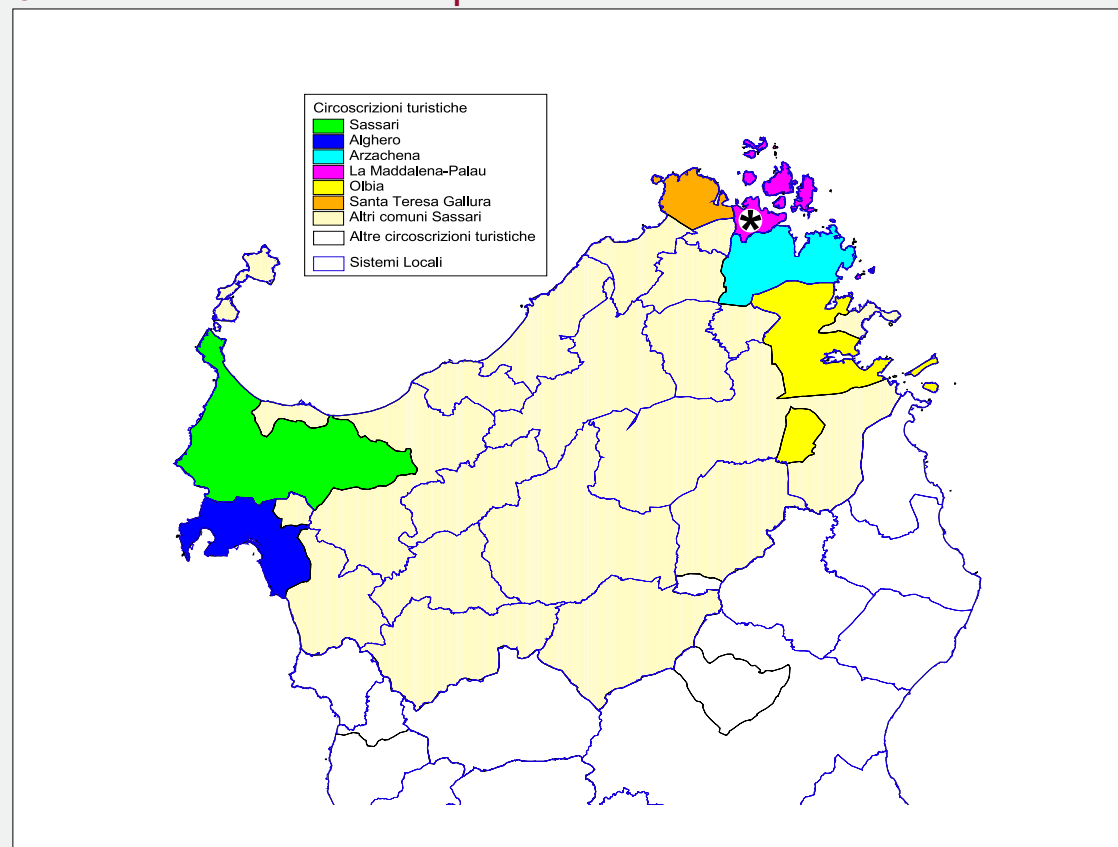 Circoscrizioni turistiche
Sassari
Alghero
Arzachena
La Maddalena-Palau
Olbia
Santa Teresa Gallura
Altri comuni Sassari
Altre circoscrizioni turistiche
Sistemi Locali
*